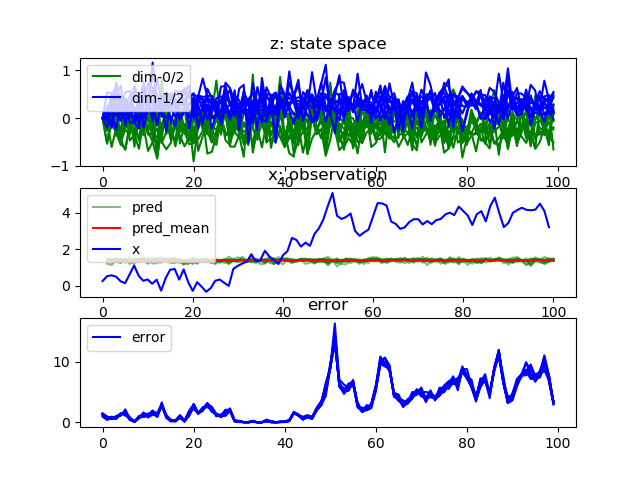 z: state space
1
0
−1
dim-0/2
dim-1/2
0 20 40 60 80 100
x: observation
4
2
0
pred
pred_mean
x
0 20 40 60 80 100
error
10
0
error
0 20 40 60 80 100